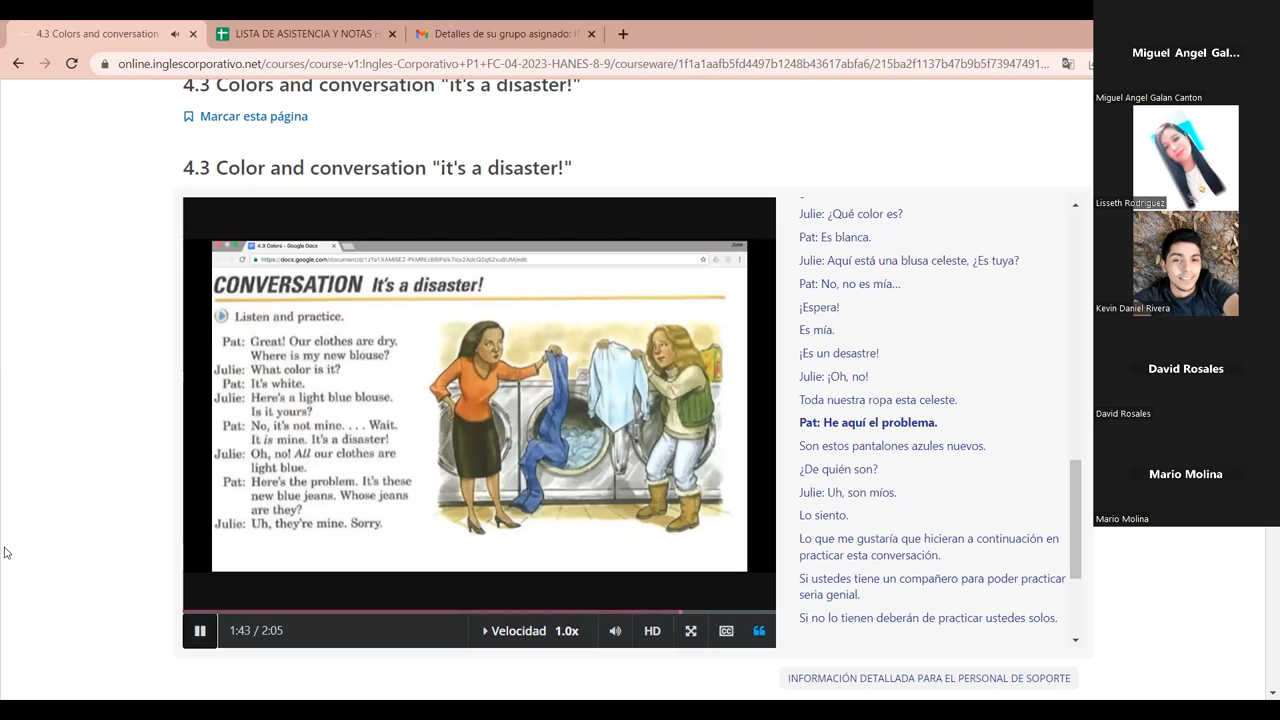 4.3 Colors and conversation
LISTA DE ASISTENCIA Y NOTAS H
Detalles de su grupo asignado: I
online.inglescorporativo.net/courses/course-v1:Ingles-Corporativo+P1+FC-04-2023-HANES-8-9/courseware/1f1a1aafb5fd4497b1248b43617abfa6/215ba2f1137b47b9b5f73947491...
4.3 Colors and conversation "it's a disaster!"
Marcar esta página
4.3 Color and conversation "it's a disaster!"
4.3 Colors - Google Docs
Jose
CONVERSATION It's a disaster!
Listen and practice.
Pat: Great! Our clothes are dry.
Where is my new blouse?
Julie: What color is it?
Pat: It's white.
Julie: Here's a light blue blouse.
Is it yours?
Pat: No, it's not mine. . . . Wait.
It is mine. It's a disaster!
Julie: Oh, no! All our clothes are
light blue.
Pat: Here's the problem. It's these
new blue jeans. Whose jeans
are they?
Julie: Uh, they're mine. Sorry.
1:43 / 2:05
Velocidad 1.0x
HD
CC
Julie: ¿Qué color es?
Pat: Es blanca.
Julie: Aquí está una blusa celeste, ¿Es tuya?
Pat: No, no es mía...
¡Espera!
Es mía.
¡Es un desastre!
Julie: ¡Oh, no!
Toda nuestra ropa esta celeste.
Pat: He aquí el problema.
Son estos pantalones azules nuevos.
¿De quién son?
Julie: Uh, son míos.
Lo siento.
Lo que me gustaría que hicieran a continuación en
practicar esta conversación.
Si ustedes tiene un compañero para poder practicar
seria genial.
Si no lo tienen deberán de practicar ustedes solos.
INFORMACIÓN DETALLADA PARA EL PERSONAL DE SOPORTE
Miguel Angel Gal...
Miguel Angel Galan Canton
Lisseth Rodriguez
Kevin Daniel Rivera
David Rosales
David Rosales
Mario Molina
Mario Molina